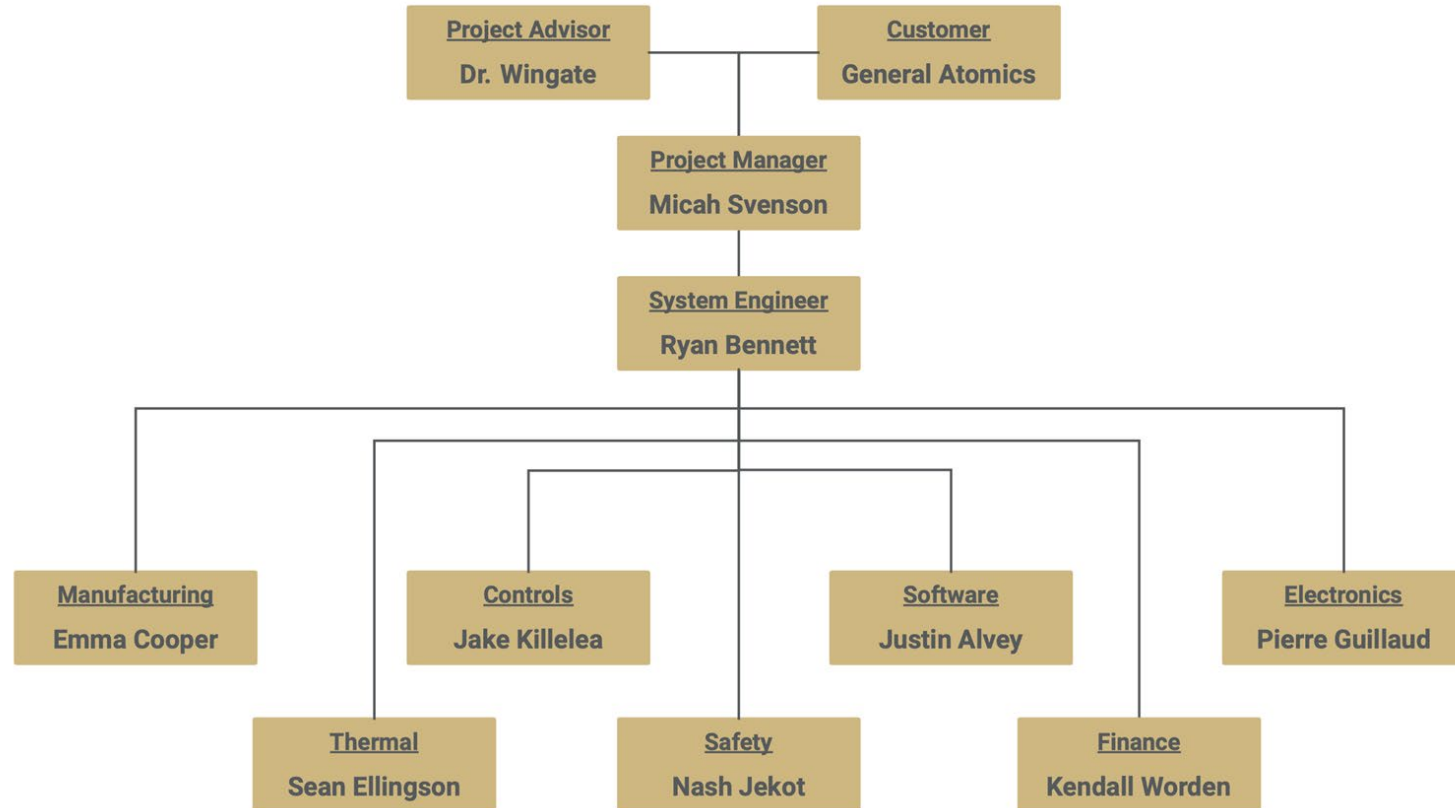 Project Advisor
Dr. Wingate
Customer
General Atomics
Project Manager
Micah Svenson
System Engineer
Ryan Bennett
Manufacturing
Emma Cooper
Controls
Jake Killelea
Software
Justin Alvey
Electronics
Pierre Guillaud
Thermal
Sean Ellingson
Safety
Nash Jekot
Finance
Kendall Worden